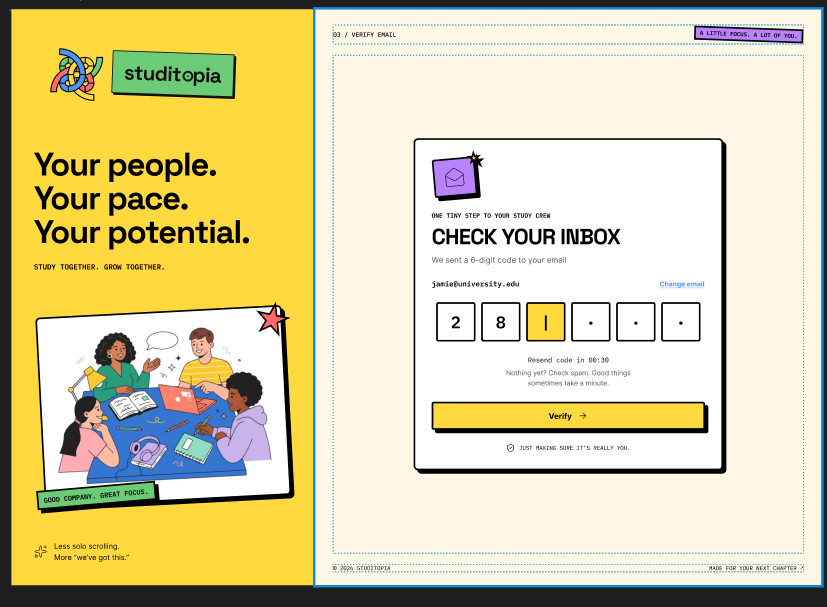 studitopia
Your people.
Your pace.
Your potential.
STUDY TOGETHER. GROW TOGETHER.
GOOD COMPANY. GREAT FOCUS.
Less solo scrolling.
More “we've got this.”
03 / VERIFY EMAIL
A LITTLE FOCUS. A LOT OF YOU.
ONE TINY STEP TO YOUR STUDY CREW
CHECK YOUR INBOX
We sent a 6-digit code to your email
jamie@university.edu
Change email
2 8 | • • •
Resend code in 00:30
Nothing yet? Check spam. Good things
sometimes take a minute.
Verify →
JUST MAKING SURE IT'S REALLY YOU.
© 2026 STUDITOPIA
MADE FOR YOUR NEXT CHAPTER ↗